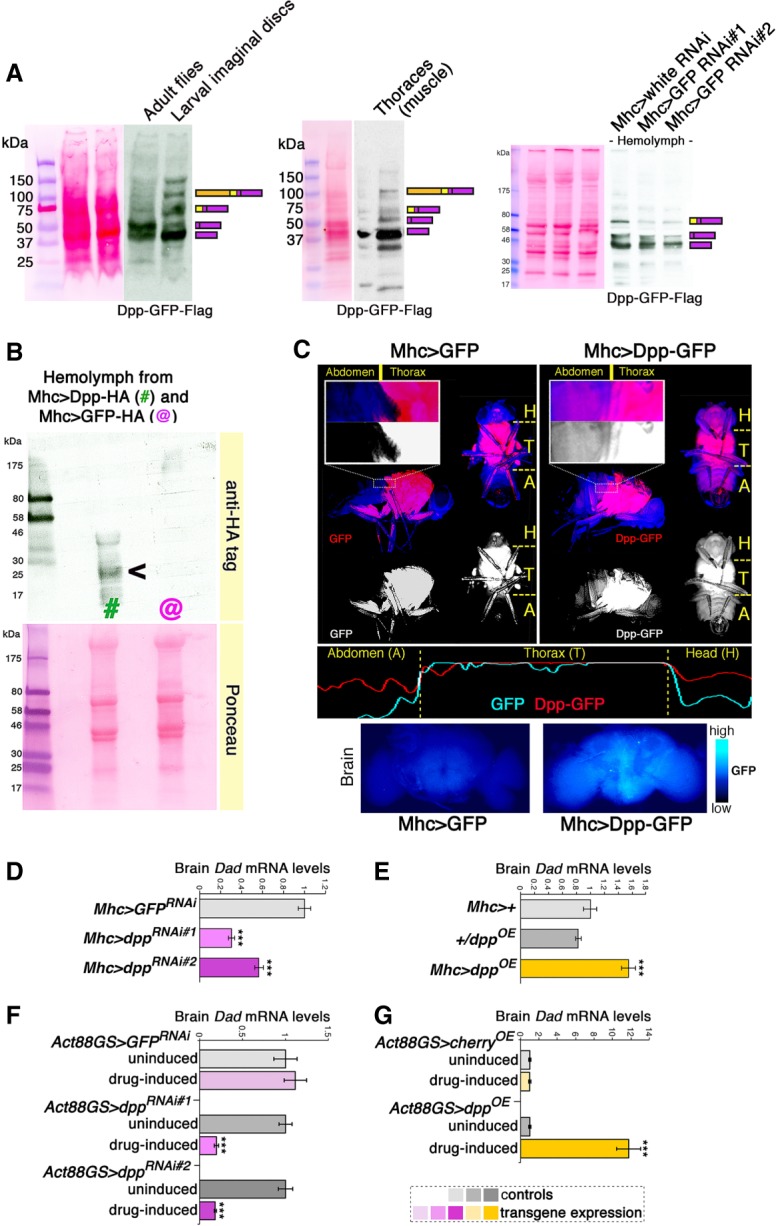 A
Adult flies
Larval imaginal discs
kDa
150
100
75
50
37
25
Dpp-GFP-Flag
Thoraces
(muscle)
kDa
150
100
75
50
37
25
Dpp-GFP-Flag
Mhc>white RNAi
Mhc>GFP RNAi#1
Mhc>GFP RNAi#2
- Hemolymph -
kDa
175
80
58
46
30
25
17
Dpp-GFP-Flag
B
Hemolymph from
Mhc>Dpp-HA (#) and
Mhc>GFP-HA (@)
kDa
175
80
58
46
30
25
17
<
# @
anti-HA tag
kDa
175
80
58
46
30
25
17
Ponceau
C
Mhc>GFP
Mhc>Dpp-GFP
Abdomen Thorax
Abdomen Thorax
H
T
A
H
T
A
GFP
Dpp-GFP
H
T
A
H
T
A
GFP
Dpp-GFP
Abdomen (A) Thorax (T) Head (H)
GFP Dpp-GFP
Brain
high
GFP
low
Mhc>GFP
Mhc>Dpp-GFP
D
Brain Dad mRNA levels
0 0.2 0.4 0.6 0.8 1 1.2
Mhc>GFP RNAi
Mhc>dpp RNAi#1
***
Mhc>dpp RNAi#2
***
E
Brain Dad mRNA levels
0 0.2 0.4 0.6 0.8 1 1.2 1.4 1.6 1.8
Mhc>+
+/dpp OE
Mhc>dpp OE
***
F
Brain Dad mRNA levels
0 0.5 1 1.5
Act88GS>GFP RNAi
uninduced
drug-induced
Act88GS>dpp RNAi#1
uninduced
drug-induced
***
Act88GS>dpp RNAi#2
uninduced
drug-induced
***
G
Brain Dad mRNA levels
0 2 4 6 8 10 12 14
Act88GS>cherry OE
uninduced
drug-induced
Act88GS>dpp OE
uninduced
drug-induced
***
controls
transgene expression